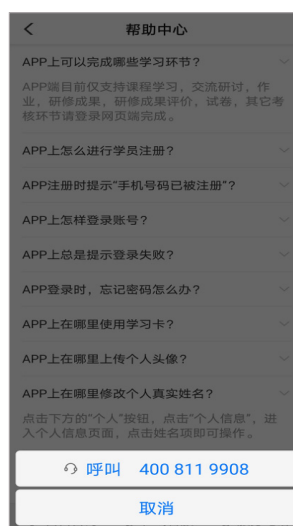 帮助中心
APP上可以完成哪些学习环节?
APP端目前仅支持课程学习，交流研讨，作
业，研修成果，研修成果评价，试卷，其它考
核环节请登录网页端完成。
APP上怎么进行学员注册?
APP注册时提示"手机号码已被注册"?
APP上怎样登录账号?
APP上总是提示登录失败?
APP登录时，忘记密码怎么办?
APP上在哪里使用学习卡?
APP上在哪里上传个人头像?
APP上在哪里修改个人真实姓名?
点击下方的"个人"按钮，点击"个人信息"，进
入个人信息页面，点击姓名项即可操作。
呼叫 400 811 9908
取消